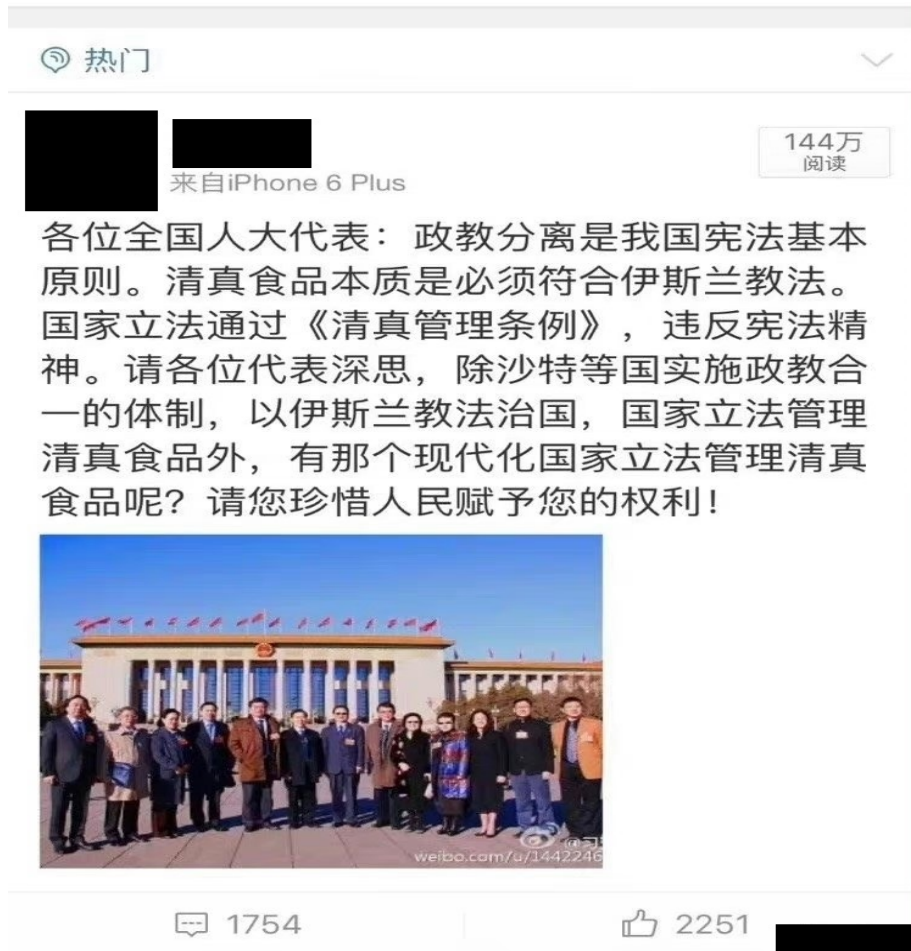 热门
144万
阅读
来自iPhone 6 Plus
各位全国人大代表：政教分离是我国宪法基本
原则。清真食品本质是必须符合伊斯兰教法。
国家立法通过《清真管理条例》，违反宪法精
神。请各位代表深思，除沙特等国实施政教合
一的体制，以伊斯兰教法治国，国家立法管理
清真食品外，有那个现代化国家立法管理清真
食品呢？请您珍惜人民赋予您的权利！
weibo.com/u/1442246
1754
2251